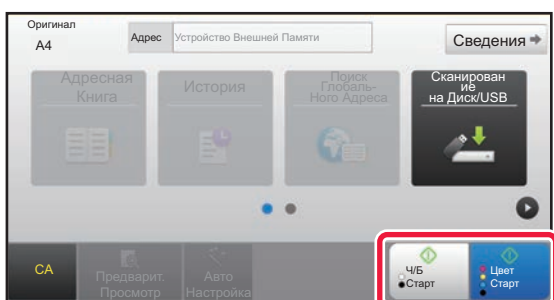 Оригинал
A4
Адрес
Устройство Внешней Памяти
Сведения
Адресная
Книга
История
Поиск
Глобаль-
Ного Адреса
Сканирован
ие
на Диск/USB
CA
Предварит.
Просмотр
Авто
Настройка
Ч/Б
Старт
Цвет
Старт